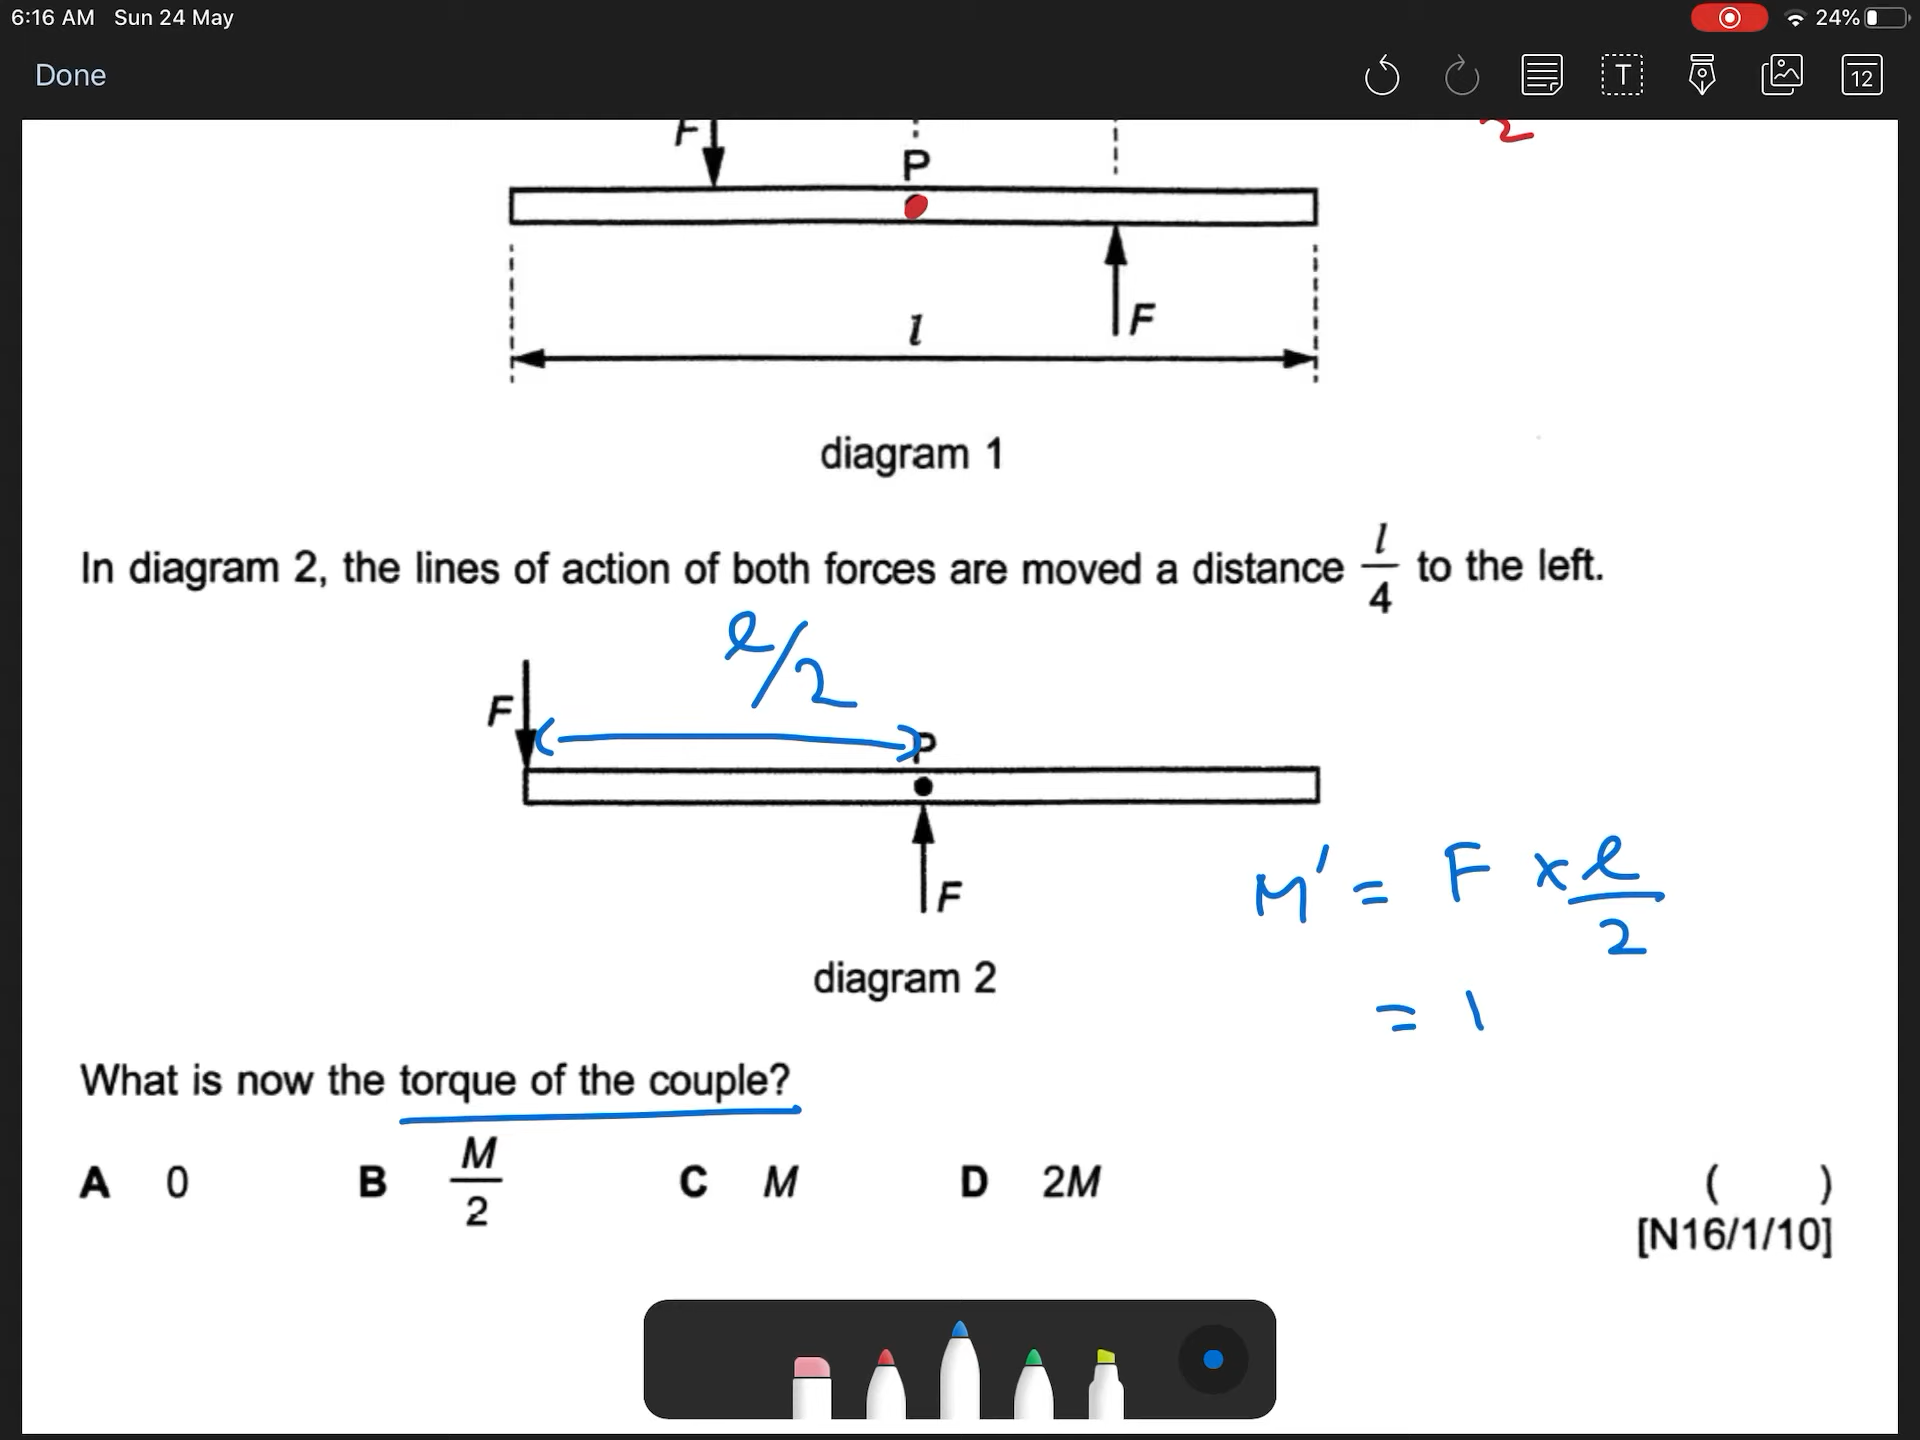 6:16 AM Sun 24 May 24%
Done T 12
2
F P
F
l
diagram 1
In diagram 2, the lines of action of both forces are moved a distance l/4 to the left.
l/2
F
P
F
M' = F × l/2
= 1
diagram 2
What is now the torque of the couple?
A 0 B M/2 C M D 2M ( )
[N16/1/10]